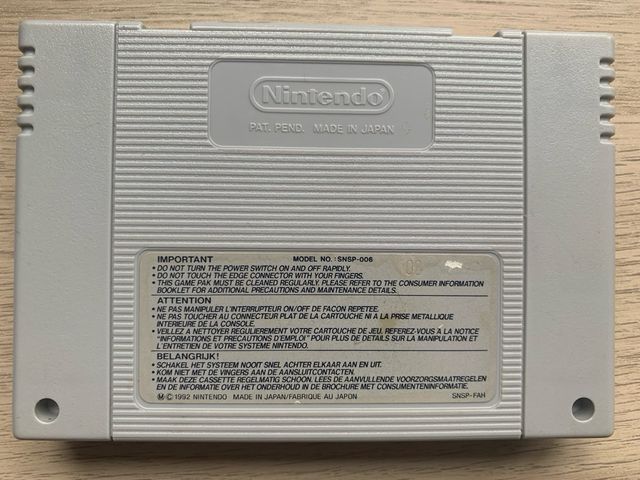 Nintendo
PAT. PEND. MADE IN JAPAN
IMPORTANT MODEL NO.: SNSP-006
• DO NOT TURN THE POWER SWITCH ON AND OFF RAPIDLY.
• DO NOT TOUCH THE EDGE CONNECTOR WITH YOUR FINGERS.
• THIS GAME PAK MUST BE CLEANED REGULARLY. PLEASE REFER TO THE CONSUMER INFORMATION
BOOKLET FOR ADDITIONAL PRECAUTIONS AND MAINTENANCE DETAILS.
ATTENTION
• NE PAS MANIPULER L'INTERRUPTEUR ON/OFF DE FACON REPETEE.
• NE PAS TOUCHER AU CONNECTEUR PLAT DE LA CARTOUCHE NI A LA PRISE METALLIQUE
INTERIEURE DE LA CONSOLE.
• VEILLEZ A NETTOYER REGULIEREMENT VOTRE CARTOUCHE DE JEU. REFEREZ-VOUS A LA NOTICE
"INFORMATIONS ET PRECAUTIONS D'EMPLOI" POUR PLUS DE DETAILS SUR LA MANIPULATION ET
L'ENTRETIEN DE VOTRE SYSTEME NINTENDO.
BELANGRIJK!
• SCHAKEL HET SYSTEEM NOOIT SNEL ACHTER ELKAAR AAN EN UIT.
• KOM NIET MET DE VINGERS AAN DE AANSLUITCONTACTEN.
• MAAK DEZE CASSETTE REGELMATIG SCHOON. LEES DE AANVULLENDE VOORZORGSMAATREGELEN
EN DE INFORMATIE OVER HET ONDERHOUD IN DE BROCHURE MET CONSUMENTENINFORMATIE.
Ⓜ © 1992 NINTENDO MADE IN JAPAN/FABRIQUE AU JAPON SNSP-FAH